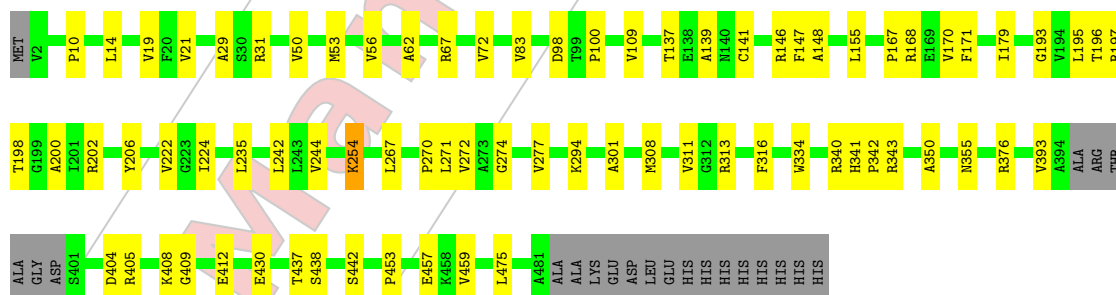 MET V2 P10 L14 V19 F20 V21 A29 S30 R31 V50 M53 V56 A62 R67 V72 V83 D98 T99 P100 V109 T137 E138 A139 N140 C141 R146 F147 A148 L155 P167 R168 E169 V170 F171 I179 G193 V194 L195 T196 R197
T198 G199 A200 I201 R202 Y206 V222 G223 I224 L235 L242 L243 V244 K254 L267 P270 L271 V272 A273 G274 V277 K294 A301 M308 V311 G312 R313 F316 W334 R340 H341 P342 R343 A350 N355 R376 V393 A394 ALA ARG THR
ALA GLY ASP S401 D404 R405 K408 G409 E412 E430 T437 S438 S442 P453 E457 K458 V459 L475 A481 ALA ALA LYS GLU ASP LEU GLU HIS HIS HIS HIS HIS HIS